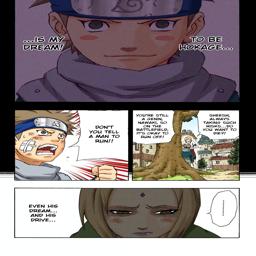 TO BE
HOKAGE...
...IS MY
DREAM!
SHEESH,
ALWAYS
TAKING SUCH
RISKS... DO
YOU WANT TO
DIE?!
YOU'RE STILL
A GENIN,
NAWAKI, SO
ON THE
BATTLEFIELD,
IT'S OKAY TO
RUN OFF!
DON'T
YOU TELL
A MAN TO
RUN!!
...
EVEN HIS
DREAM...
AND HIS
DRIVE...